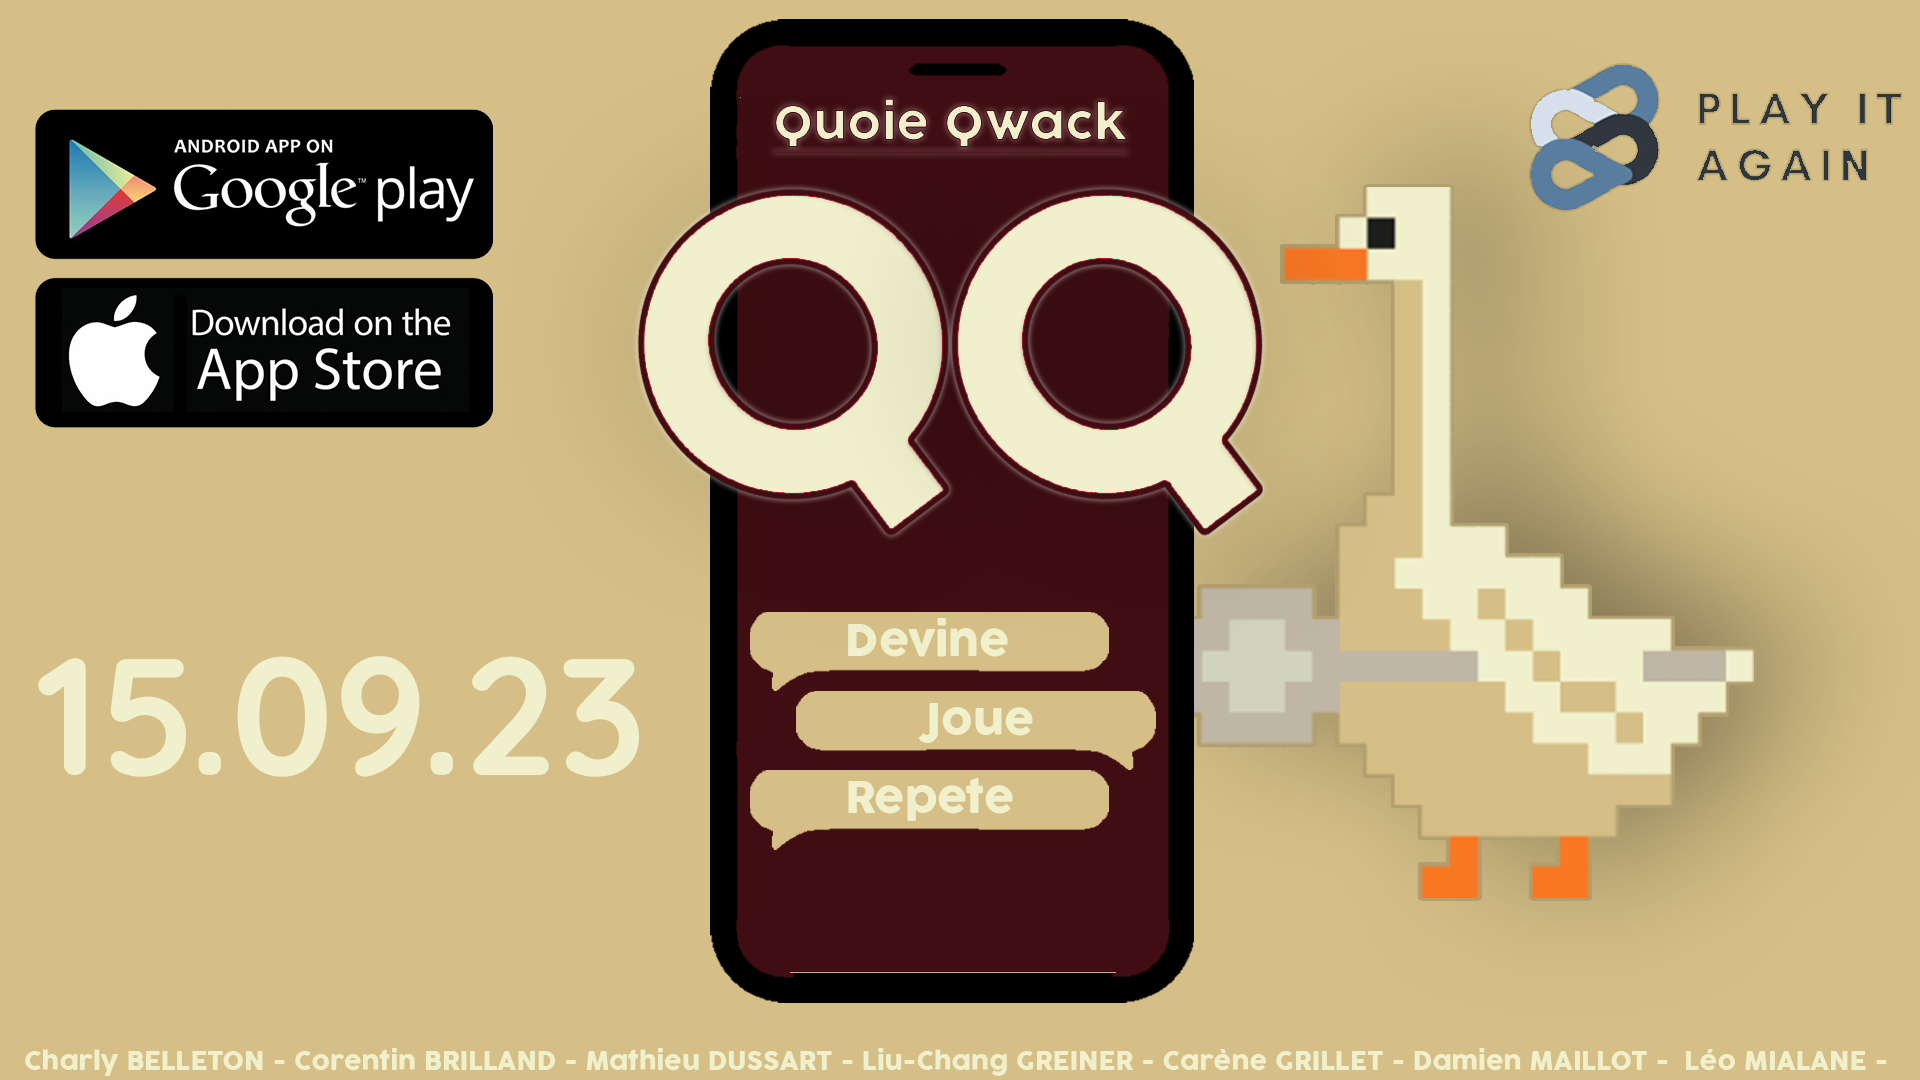 ANDROID APP ON
Google™ play
Download on the
App Store
15.09.23
Quoie Qwack
QQ
Devine
Joue
Repete
PLAY IT
AGAIN
Charly BELLETON - Corentin BRILLAND - Mathieu DUSSART - Liu-Chang GREINER - Carène GRILLET - Damien MAILLOT - Léo MIALANE -